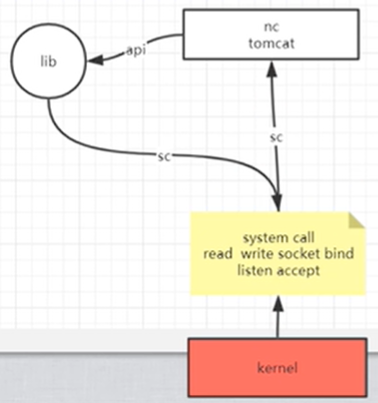 nc
tomcat
lib
api
sc
sc
system call
read write socket bind
listen accept
kernel